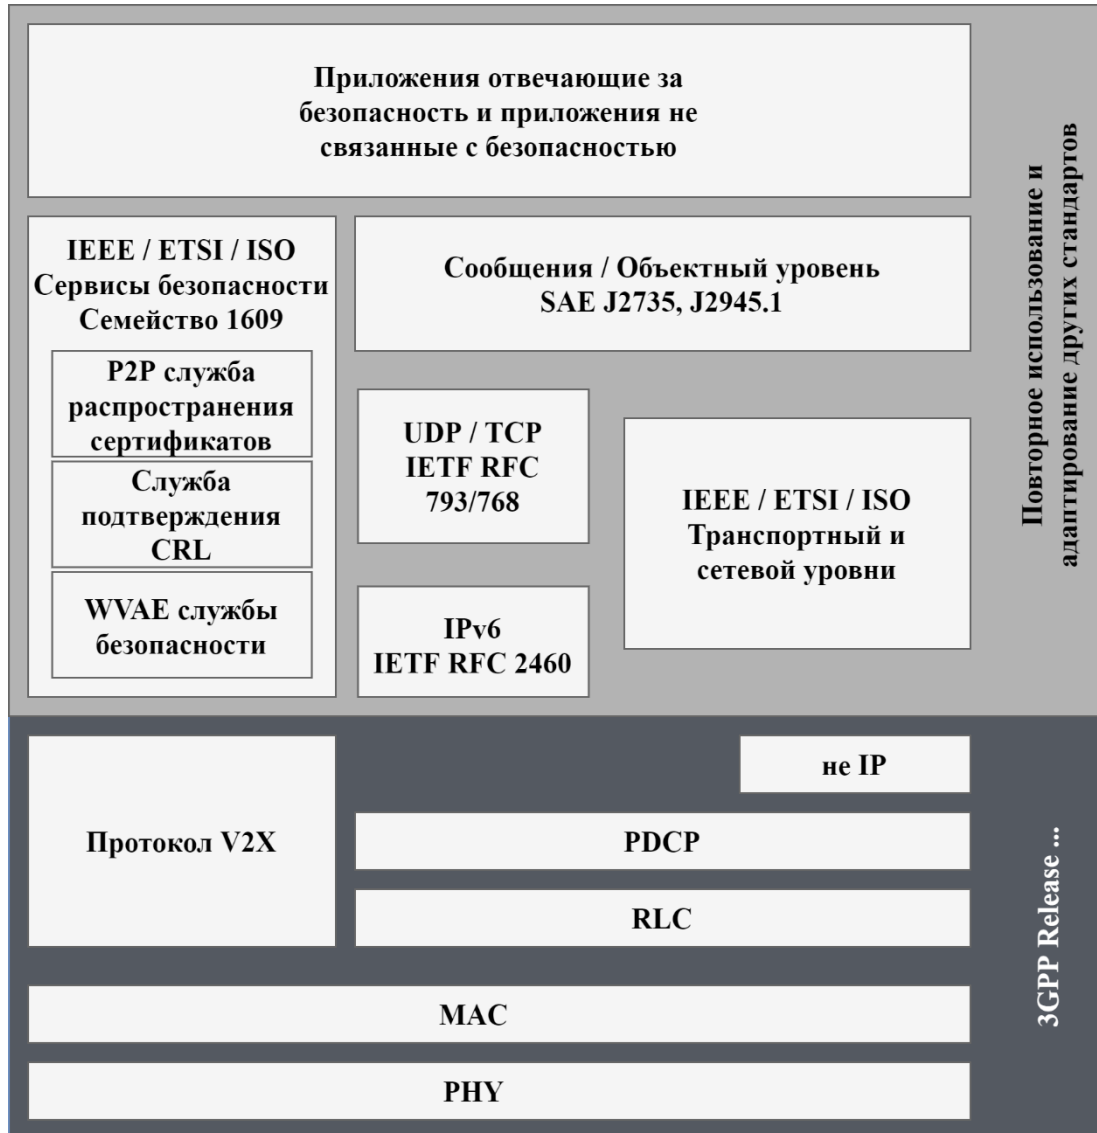 Приложения отвечающие за
безопасность и приложения не
связанные с безопасностью
IEEE / ETSI / ISO
Сервисы безопасности
Семейство 1609
P2P служба
распространения
сертификатов
Служба
подтверждения
CRL
WVAE службы
безопасности
Сообщения / Объектный уровень
SAE J2735, J2945.1
UDP / TCP
IETF RFC
793/768
IPv6
IETF RFC 2460
IEEE / ETSI / ISO
Транспортный и
сетевой уровни
Повторное использование и
адаптирование других стандартов
Протокол V2X
не IP
PDCP
RLC
MAC
PHY
3GPP Release ...